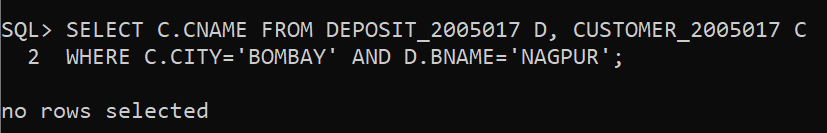 SQL> SELECT C.CNAME FROM DEPOSIT_2005017 D, CUSTOMER_2005017 C
  2  WHERE C.CITY='BOMBAY' AND D.BNAME='NAGPUR';
no rows selected